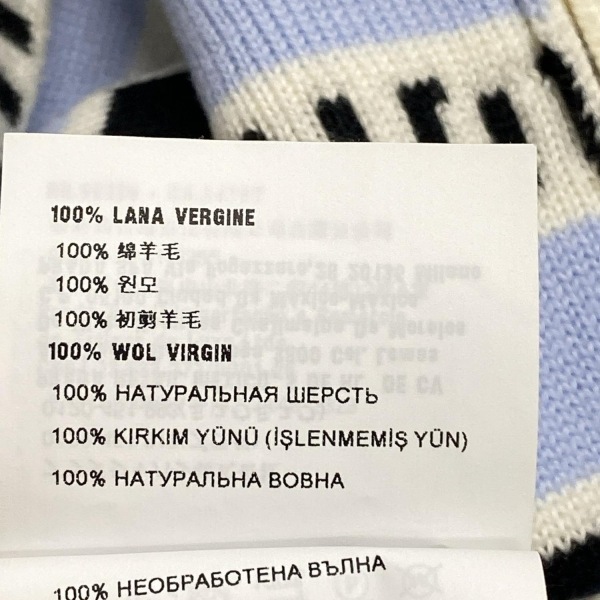 100% LANA VERGINE
100% 绵羊毛
100% 원모
100% 初剪羊毛
100% WOL VIRGIN
100% НАТУРАЛЬНАЯ ШЕРСТЬ
100% KIRKIM YÜNÜ (İŞLENMEMİŞ YÜN)
100% НАТУРАЛЬНА ВОВНА
100% НЕОБРАБОТЕНА ВЪЛНА